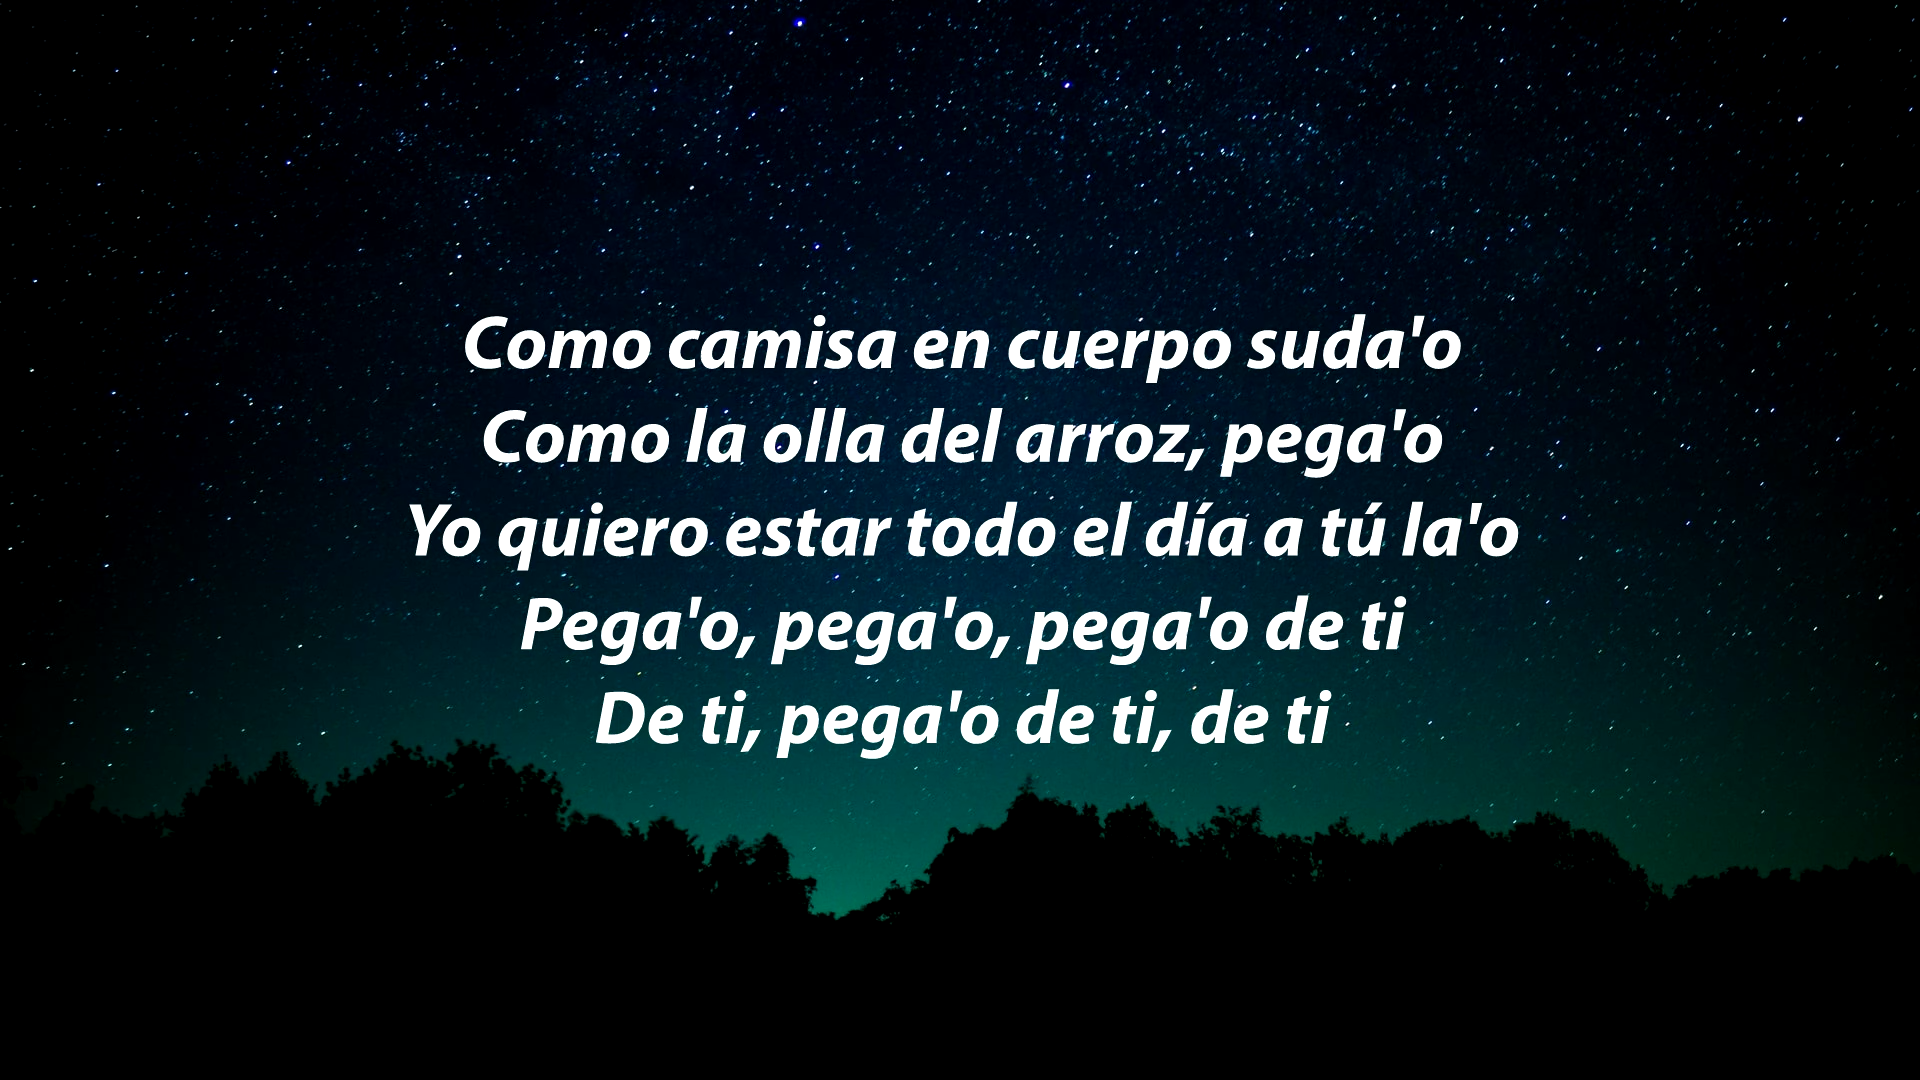 Como camisa en cuerpo suda'o
Como la olla del arroz, pega'o
Yo quiero estar todo el día a tú la'o
Pega'o, pega'o, pega'o de ti
De ti, pega'o de ti, de ti